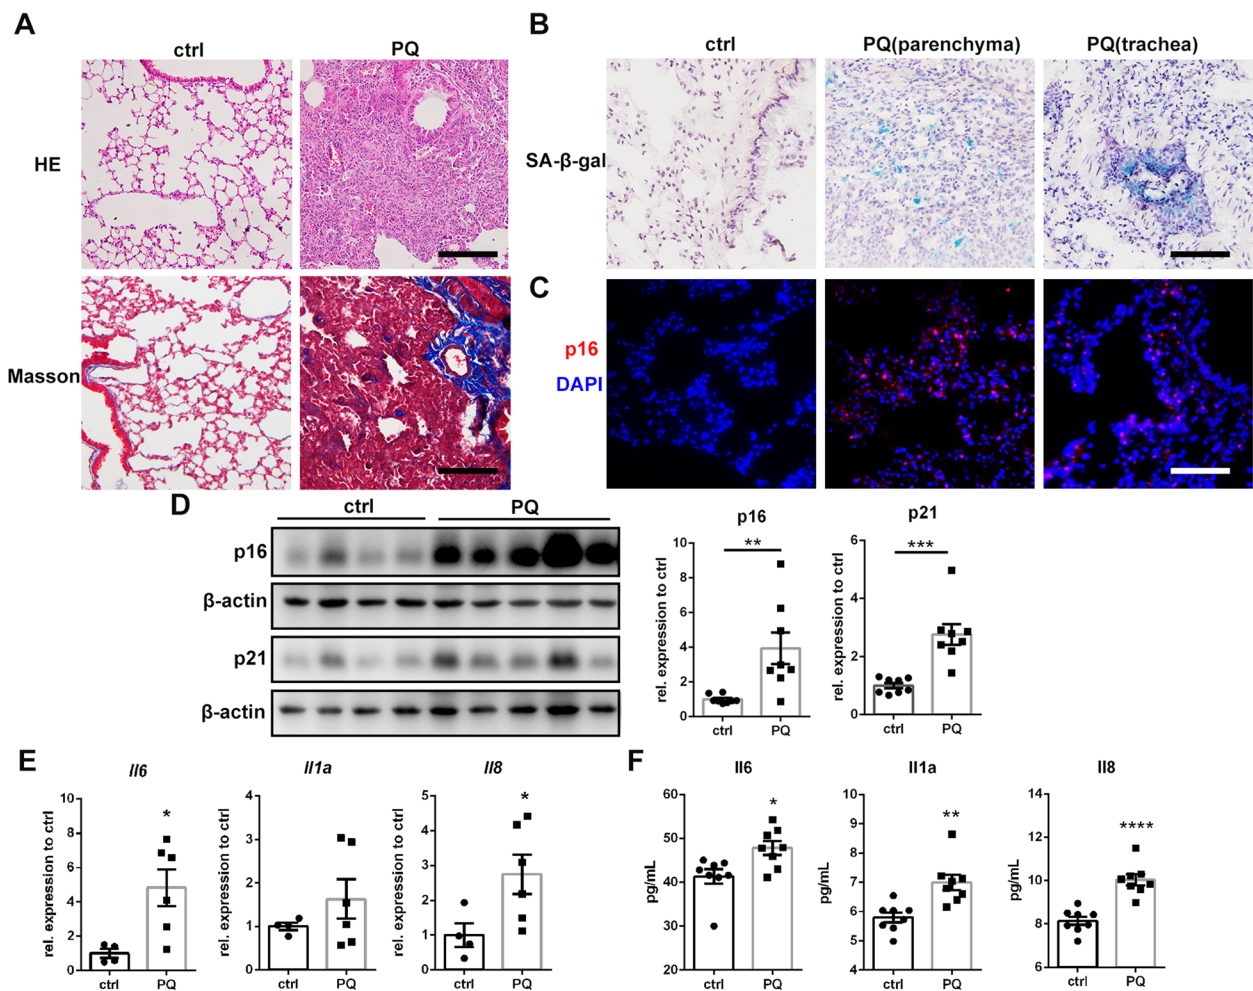 A
ctrl
PQ
HE
Masson
B
ctrl
PQ(parenchyma)
PQ(trachea)
SA-β-gal
C
p16
DAPI
D
ctrl
PQ
p16
β-actin
p21
β-actin
p16
rel. expression to ctrl
10
8
6
4
2
0
**
ctrl
PQ
p21
rel. expression to ctrl
6
4
2
0
***
ctrl
PQ
E
Il6
rel. expression to ctrl
10
8
6
4
2
0
*
ctrl
PQ
Il1a
rel. expression to ctrl
4
3
2
1
0
ctrl
PQ
Il8
rel. expression to ctrl
5
4
3
2
1
0
*
ctrl
PQ
F
Il6
pg/mL
60
50
40
30
20
*
ctrl
PQ
Il1a
pg/mL
10
9
8
7
6
5
4
**
ctrl
PQ
Il8
pg/mL
14
12
10
8
6
****
ctrl
PQ